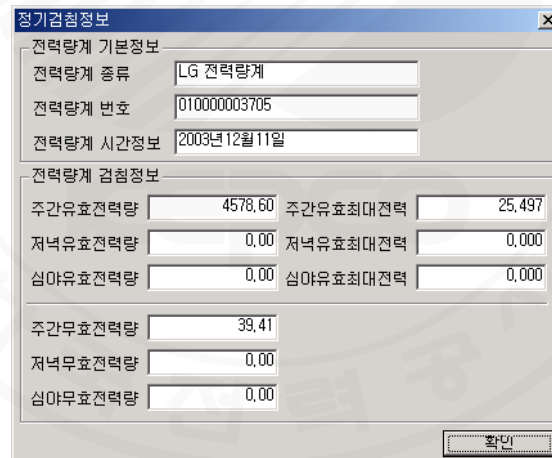 정기검침정보
전력량계 기본정보
전력량계 종류 LG 전력량계
전력량계 번호 010000003705
전력량계 시간정보 2003년12월11일
전력량계 검침정보
주간유효전력량 4578,60 주간유효최대전력 25,497
저녁유효전력량 0,00 저녁유효최대전력 0,000
심야유효전력량 0,00 심야유효최대전력 0,000
주간무효전력량 39,41
저녁무효전력량 0,00
심야무효전력량 0,00
확인